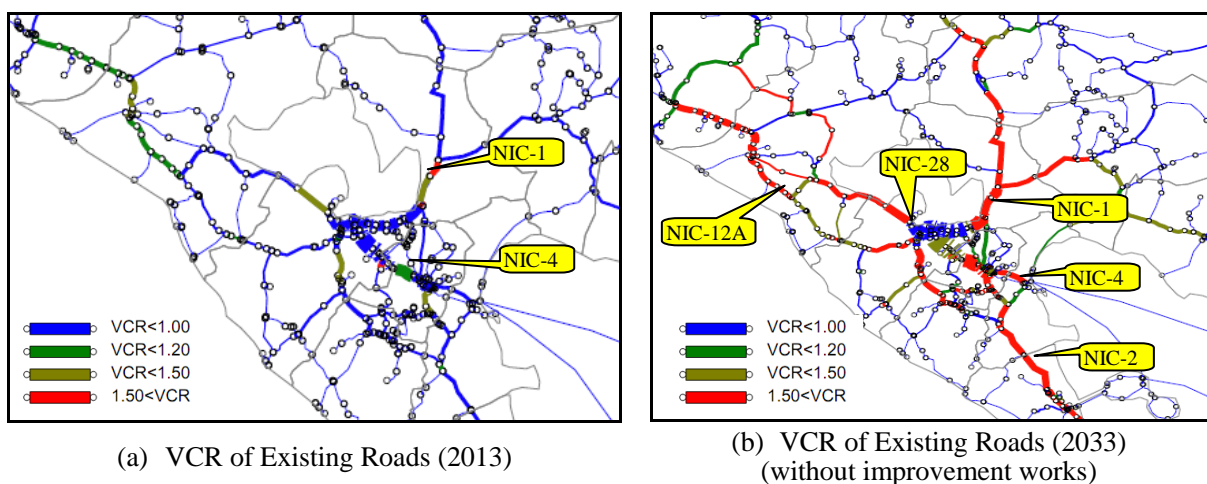 NIC-1
NIC-4
VCR<1.00
VCR<1.20
VCR<1.50
1.50<VCR
(a) VCR of Existing Roads (2013)
NIC-28
NIC-1
NIC-12A
NIC-4
NIC-2
VCR<1.00
VCR<1.20
VCR<1.50
1.50<VCR
(b) VCR of Existing Roads (2033)
(without improvement works)